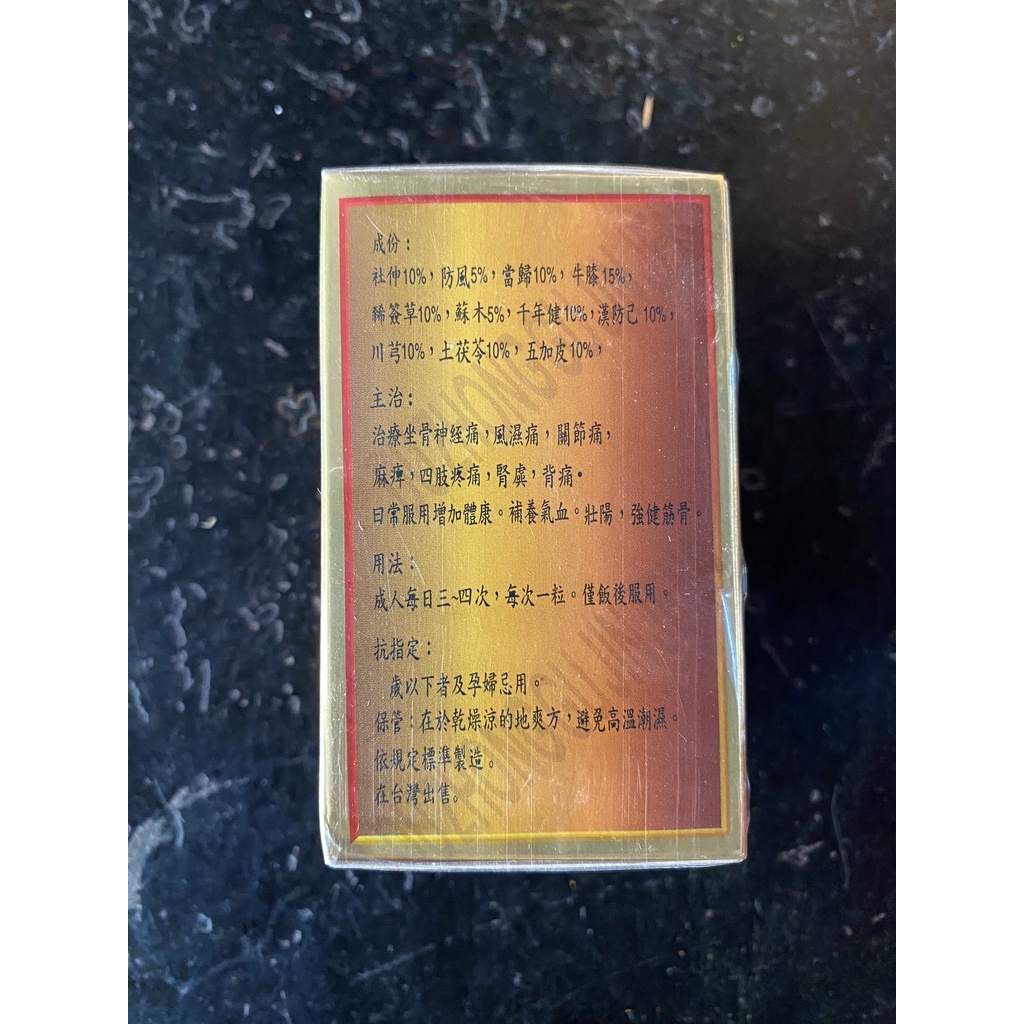 成份：
社伸10%，防風5%，當歸10%，牛膝15%，
豨簽草10%，蘇木5%，千年健10%，漢防己10%，
川芎10%，土茯苓10%，五加皮10%，
主治：
治療坐骨神経痛，風濕痛，關節痛，
麻痺，四肢疼痛，腎虞，背痛•
日常服用增加體康。補養氣血。壯陽，強健筋骨。
用法：
成人每日三~四次，每次一粒。僅飯後服用。
抗指定：
歲以下者及孕婦忌用。
保管：在於乾燥涼的地爽方，避免高溫潮濕。
依規定標準製造。
在台灣出售。